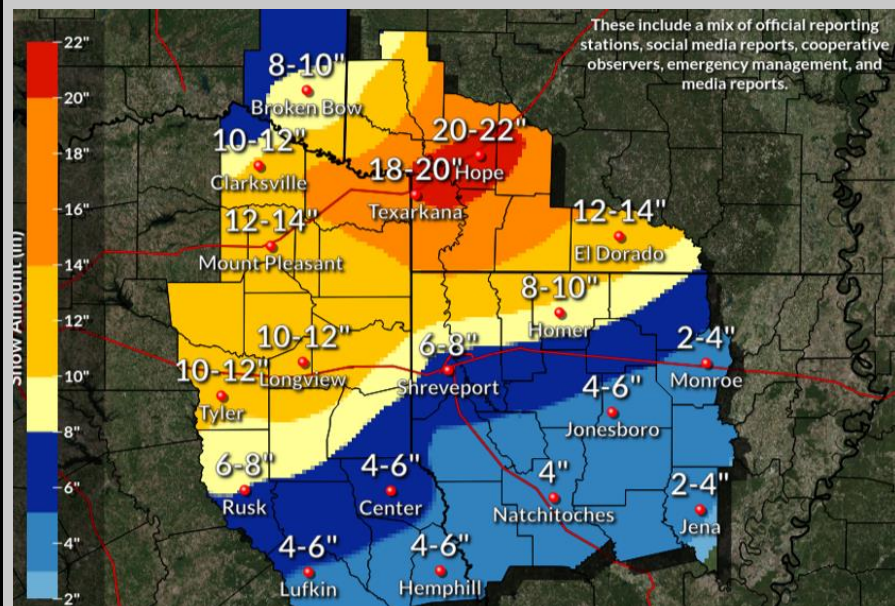 These include a mix of official reporting
stations, social media reports, cooperative
observers, emergency management, and
media reports.
22"
20"
18"
16"
14"
12"
10"
8"
6"
4"
2"
Snow Amount (in)
8-10"
Broken Bow
10-12"
Clarksville
20-22"
Hope
18-20"
Texarkana
12-14"
Mount Pleasant
12-14"
El Dorado
8-10"
Homer
10-12"
Longview
10-12"
Tyler
6-8"
Shreveport
2-4"
Monroe
4-6"
Jonesboro
6-8"
Rusk
4-6"
Center
4"
Natchitoches
2-4"
Jena
4-6"
Lufkin
4-6"
Hemphill